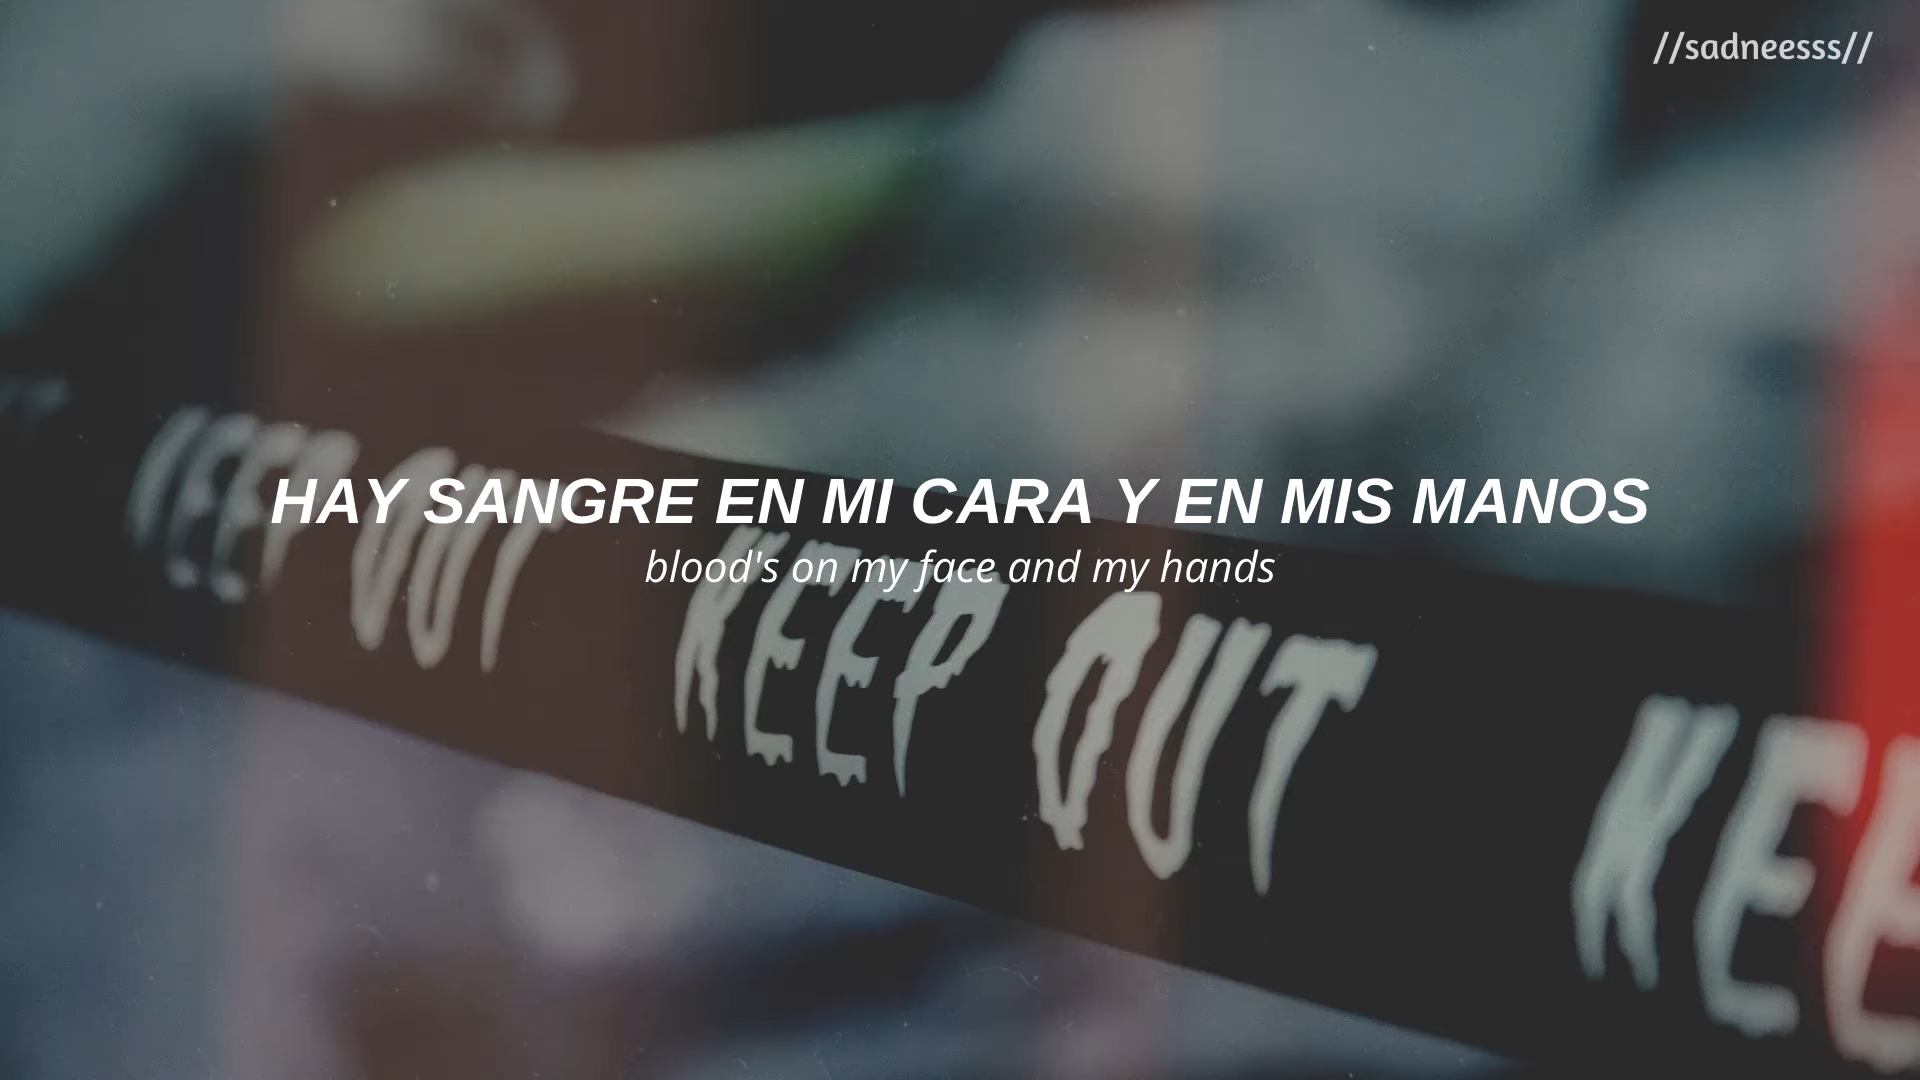 //sadneesss//
HAY SANGRE EN MI CARA Y EN MIS MANOS
blood's on my face and my hands
KEEP OUT KEEP OUT KEE